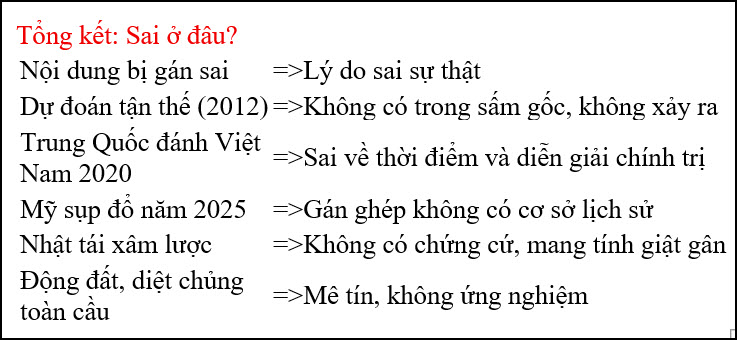 Tổng kết: Sai ở đâu?
Nội dung bị gán sai =>Lý do sai sự thật
Dự đoán tận thế (2012) =>Không có trong sấm gốc, không xảy ra
Trung Quốc đánh Việt
Nam 2020 =>Sai về thời điểm và diễn giải chính trị
Mỹ sụp đổ năm 2025 =>Gán ghép không có cơ sở lịch sử
Nhật tái xâm lược =>Không có chứng cứ, mang tính giật gân
Động đất, diệt chủng
toàn cầu =>Mê tín, không ứng nghiệm